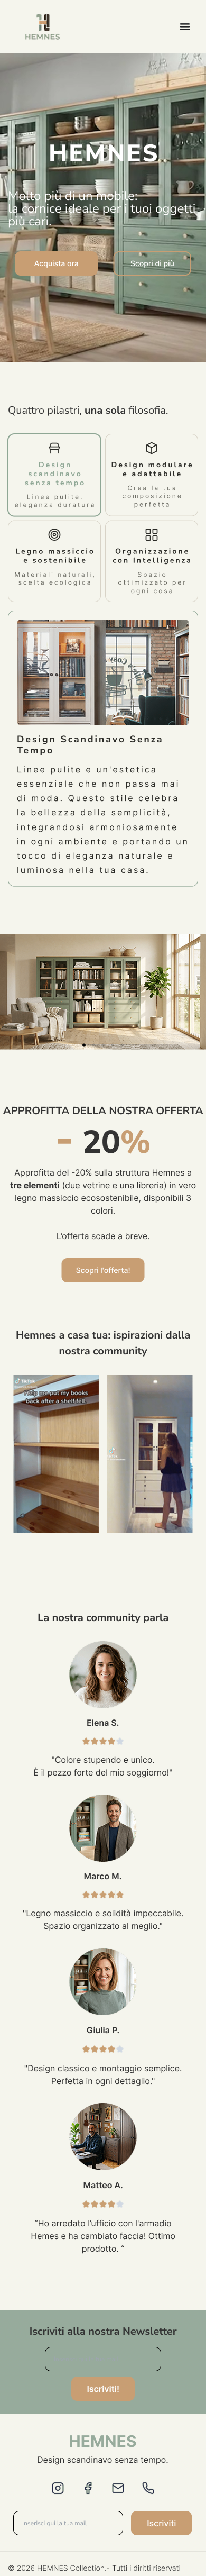 HEMNES
HEMNES
Molto più di un mobile:
la cornice ideale per i tuoi oggetti
più cari.
Acquista ora
Scopri di più
Quattro pilastri, una sola filosofia.
Design
scandinavo
senza tempo
Linee pulite,
eleganza duratura
Design modulare
e adattabile
Crea la tua
composizione
perfetta
Legno massiccio
e sostenibile
Materiali naturali,
scelta ecologica
Organizzazione
con Intelligenza
Spazio
ottimizzato per
ogni cosa
Design Scandinavo Senza
Tempo
Linee pulite e un'estetica
essenziale che non passa mai
di moda. Questo stile celebra
la bellezza della semplicità,
integrandosi armoniosamente
in ogni ambiente e portando un
tocco di eleganza naturale e
luminosa nella tua casa.
APPROFITTA DELLA NOSTRA OFFERTA
- 20%
Approfitta del -20% sulla struttura Hemnes a
tre elementi (due vetrine e una libreria) in vero
legno massiccio ecosostenibile, disponibili 3
colori.
L'offerta scade a breve.
Scopri l'offerta!
Hemnes a casa tua: ispirazioni dalla
nostra community
put my books
back after a shelf
La nostra community parla
Elena S.
"Colore stupendo e unico.
È il pezzo forte del mio soggiorno!"
Marco M.
"Legno massiccio e solidità impeccabile.
Spazio organizzato al meglio."
Giulia P.
"Design classico e montaggio semplice.
Perfetta in ogni dettaglio."
Matteo A.
"Ho arredato l'ufficio con l'armadio
Hemes e ha cambiato faccia! Ottimo
prodotto. "
Iscriviti alla nostra Newsletter
Iscriviti!
HEMNES
Design scandinavo senza tempo.
Inserisci qui la tua mail
Iscriviti
© 2026 HEMNES Collection.- Tutti i diritti riservati